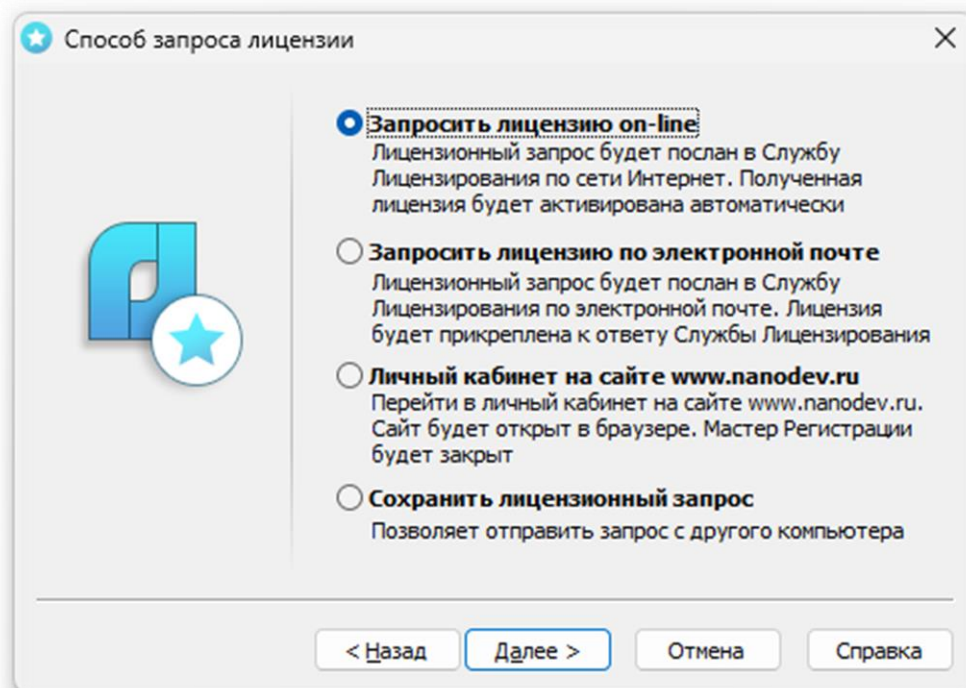 Способ запроса лицензии
Запросить лицензию on-line
Лицензионный запрос будет послан в Службу
Лицензирования по сети Интернет. Полученная
лицензия будет активирована автоматически
Запросить лицензию по электронной почте
Лицензионный запрос будет послан в Службу
Лицензирования по электронной почте. Лицензия
будет прикреплена к ответу Службы Лицензирования
Личный кабинет на сайте www.nanodev.ru
Перейти в личный кабинет на сайте www.nanodev.ru.
Сайт будет открыт в браузере. Мастер Регистрации
будет закрыт
Сохранить лицензионный запрос
Позволяет отправить запрос с другого компьютера
< Назад Далее > Отмена Справка